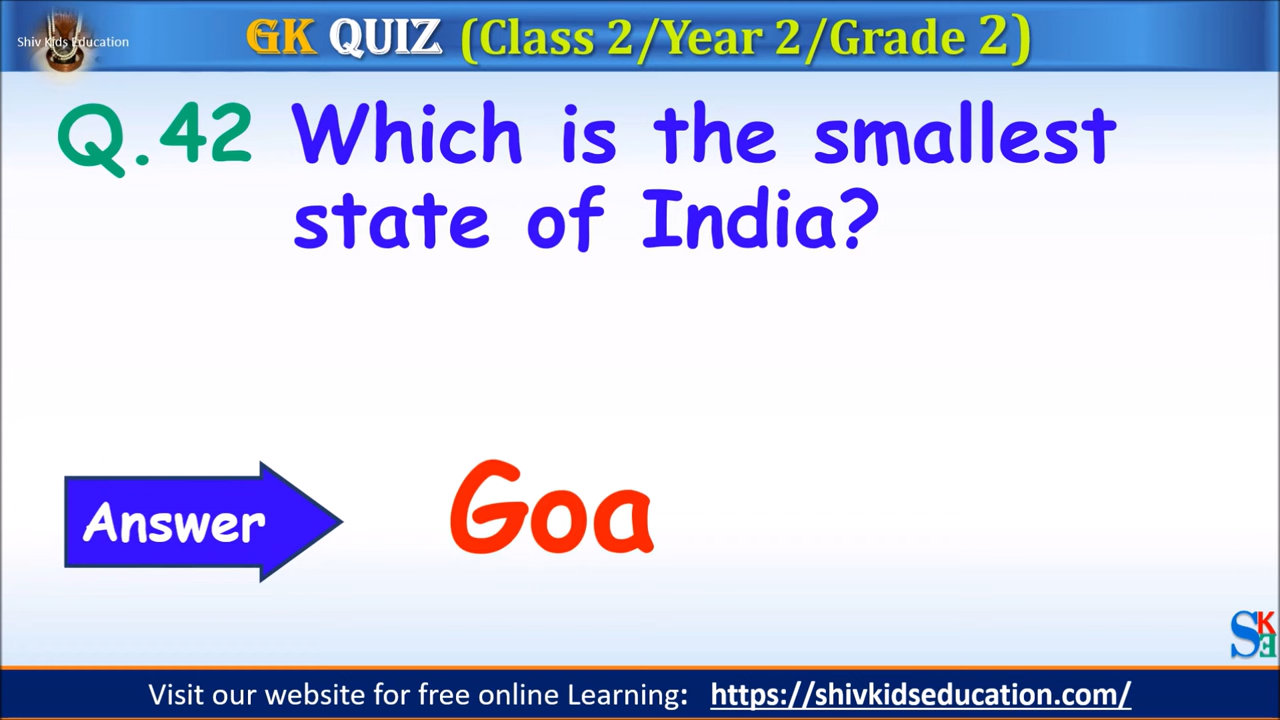 Shiv Kids Education
GK QUIZ (Class 2/Year 2/Grade 2)
Q.42 Which is the smallest
state of India?
Answer
Goa
SKE
Visit our website for free online Learning: https://shivkidseducation.com/